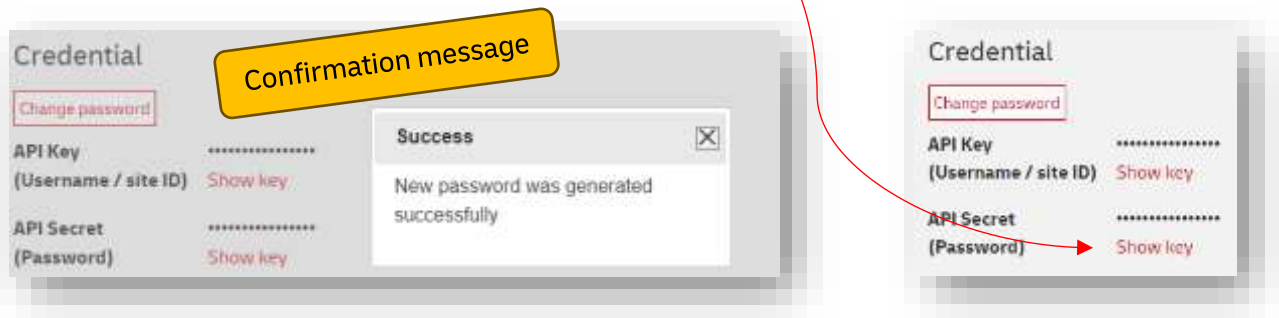 Credential
Confirmation message
Change password
API Key
(Username / site ID) Show key
API Secret
(Password) Show key
Success
New password was generated
successfully
Credential
Change password
API Key
(Username / site ID) Show key
API Secret
(Password) Show key